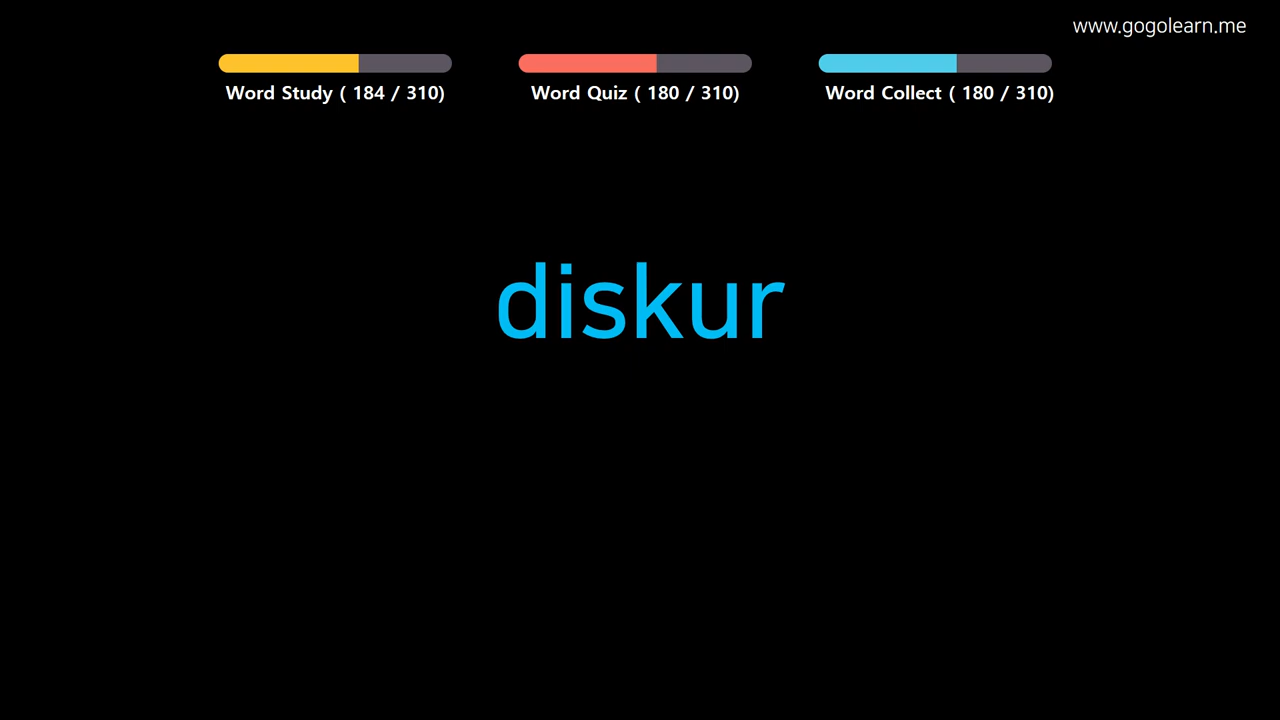 www.gogolearn.me
Word Study ( 184 / 310)
Word Quiz ( 180 / 310)
Word Collect ( 180 / 310)
diskur